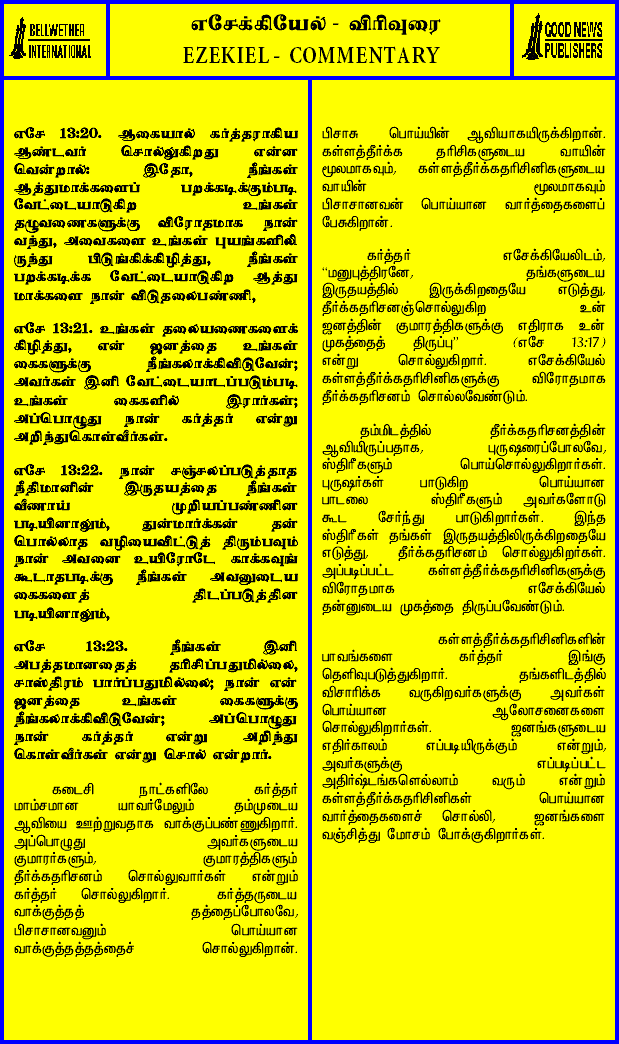 BELLWETHER
INTERNATIONAL
எசேக்கியேல் - விரிவுரை
EZEKIEL - COMMENTARY
GOOD NEWS
PUBLISHERS
எசே 13:20. ஆகையால் கர்த்தராகிய
ஆண்டவர் சொல்லுகிறது என்ன
வென்றால்: இதோ, நீங்கள்
ஆத்துமாக்களைப் பறக்கடிக்கும்படி
வேட்டையாடுகிற உங்கள்
தழுவணைகளுக்கு விரோதமாக நான்
வந்து, அவைகளை உங்கள் புயங்களிலி
ருந்து பிடுங்கிக்கிழித்து, நீங்கள்
பறக்கடிக்க வேட்டையாடுகிற ஆத்து
மாக்களை நான் விடுதலைபண்ணி,
எசே 13:21. உங்கள் தலையணைகளைக்
கிழித்து, என் ஜனத்தை உங்கள்
கைகளுக்கு நீங்கலாக்கிவிடுவேன்;
அவர்கள் இனி வேட்டையாடப்படும்படி
உங்கள் கைகளில் இரார்கள்;
அப்பொழுது நான் கர்த்தர் என்று
அறிந்துகொள்வீர்கள்.
எசே 13:22. நான் சஞ்சலப்படுத்தாத
நீதிமானின் இருதயத்தை நீங்கள்
வீணாய் முறியப்பண்ணின
படியினாலும், துன்மார்க்கன் தன்
பொல்லாத வழியைவிட்டுத் திரும்பவும்
நான் அவனை உயிரோடே காக்கவுங்
கூடாதபடிக்கு நீங்கள் அவனுடைய
கைகளைத் திடப்படுத்தின
படியினாலும்,
எசே 13:23. நீங்கள் இனி
அபத்தமானதைத் தரிசிப்பதுமில்லை,
சாஸ்திரம் பார்ப்பதுமில்லை; நான் என்
ஜனத்தை உங்கள் கைகளுக்கு
நீங்கலாக்கிவிடுவேன்; அப்பொழுது
நான் கர்த்தர் என்று அறிந்து
கொள்வீர்கள் என்று சொல் என்றார்.
கடைசி நாட்களிலே கர்த்தர்
மாம்சமான யாவர்மேலும் தம்முடைய
ஆவியை ஊற்றுவதாக வாக்குப்பண்ணுகிறார்.
அப்பொழுது அவர்களுடைய
குமாரர்களும், குமாரத்திகளும்
தீர்க்கதரிசனம் சொல்லுவார்கள் என்றும்
கர்த்தர் சொல்லுகிறார். கர்த்தருடைய
வாக்குத்தத் தத்தைப்போலவே,
பிசாசானவனும் பொய்யான
வாக்குத்தத்தத்தைச் சொல்லுகிறான்.
பிசாசு பொய்யின் ஆவியாகயிருக்கிறான்.
கள்ளத்தீர்க்க தரிசிகளுடைய வாயின்
மூலமாகவும், கள்ளத்தீர்க்கதரிசினிகளுடைய
வாயின் மூலமாகவும்
பிசாசானவன் பொய்யான வார்த்தைகளைப்
பேசுகிறான்.
கர்த்தர் எசேக்கியேலிடம்,
“மனுபுத்திரனே, தங்களுடைய
இருதயத்தில் இருக்கிறதையே எடுத்து,
தீர்க்கதரிசனஞ்சொல்லுகிற உன்
ஜனத்தின் குமாரத்திகளுக்கு எதிராக உன்
முகத்தைத் திருப்பு” (எசே 13:17)
என்று சொல்லுகிறார். எசேக்கியேல்
கள்ளத்தீர்க்கதரிசினிகளுக்கு விரோதமாக
தீர்க்கதரிசனம் சொல்லவேண்டும்.
தம்மிடத்தில் தீர்க்கதரிசனத்தின்
ஆவியிருப்பதாக, புருஷரைப்போலவே,
ஸ்திரீகளும் பொய்சொல்லுகிறார்கள்.
புருஷர்கள் பாடுகிற பொய்யான
பாடலை ஸ்திரீகளும் அவர்களோடு
கூட சேர்ந்து பாடுகிறார்கள். இந்த
ஸ்திரீகள் தங்கள் இருதயத்திலிருக்கிறதையே
எடுத்து, தீர்க்கதரிசனம் சொல்லுகிறர்கள்.
அப்படிப்பட்ட கள்ளத்தீர்க்கதரிசினிகளுக்கு
விரோதமாக எசேக்கியேல்
தன்னுடைய முகத்தை திருப்பவேண்டும்.
கள்ளத்தீர்க்கதரிசினிகளின்
பாவங்களை கர்த்தர் இங்கு
தெளிவுபடுத்துகிறார். தங்களிடத்தில்
விசாரிக்க வருகிறவர்களுக்கு அவர்கள்
பொய்யான ஆலோசனைகளை
சொல்லுகிறார்கள். ஜனங்களுடைய
எதிர்காலம் எப்படியிருக்கும் என்றும்,
அவர்களுக்கு எப்படிப்பட்ட
அதிர்ஷ்டங்களெல்லாம் வரும் என்றும்
கள்ளத்தீர்க்கதரிசினிகள் பொய்யான
வார்த்தைகளைச் சொல்லி, ஜனங்களை
வஞ்சித்து மோசம் போக்குகிறார்கள்.